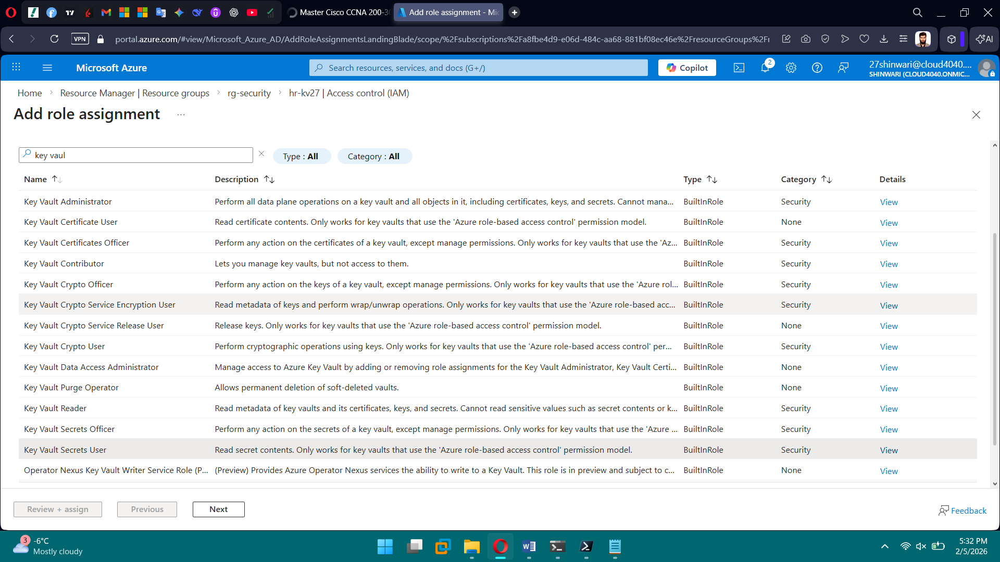 Master Cisco CCNA 200-30
Add role assignment - Mic
VPN
portal.azure.com/#view/Microsoft_Azure_AD/AddRoleAssignmentsLandingBlade/scope/%2Fsubscriptions%2Fa8fbe4d9-e06d-484c-aa68-881bf08ec46e%2FresourceGroups%2Fr
AI
Microsoft Azure
Search resources, services, and docs (G+/)
Copilot
2
27shinwari@cloud4040....
SHINWARI (CLOUD4040.ONMIC...
Home > Resource Manager | Resource groups > rg-security > hr-kv27 | Access control (IAM)
Add role assignment ...
key vaul
Type : All
Category : All
Name Description Type Category Details
Key Vault Administrator Perform all data plane operations on a key vault and all objects in it, including certificates, keys, and secrets. Cannot mana... BuiltInRole Security View
Key Vault Certificate User Read certificate contents. Only works for key vaults that use the 'Azure role-based access control' permission model. BuiltInRole None View
Key Vault Certificates Officer Perform any action on the certificates of a key vault, except manage permissions. Only works for key vaults that use the 'Az... BuiltInRole Security View
Key Vault Contributor Lets you manage key vaults, but not access to them. BuiltInRole Security View
Key Vault Crypto Officer Perform any action on the keys of a key vault, except manage permissions. Only works for key vaults that use the 'Azure rol... BuiltInRole Security View
Key Vault Crypto Service Encryption User Read metadata of keys and perform wrap/unwrap operations. Only works for key vaults that use the 'Azure role-based acc... BuiltInRole Security View
Key Vault Crypto Service Release User Release keys. Only works for key vaults that use the 'Azure role-based access control' permission model. BuiltInRole None View
Key Vault Crypto User Perform cryptographic operations using keys. Only works for key vaults that use the 'Azure role-based access control' per... BuiltInRole Security View
Key Vault Data Access Administrator Manage access to Azure Key Vault by adding or removing role assignments for the Key Vault Administrator, Key Vault Certi... BuiltInRole None View
Key Vault Purge Operator Allows permanent deletion of soft-deleted vaults. BuiltInRole None View
Key Vault Reader Read metadata of key vaults and its certificates, keys, and secrets. Cannot read sensitive values such as secret contents or k... BuiltInRole Security View
Key Vault Secrets Officer Perform any action on the secrets of a key vault, except manage permissions. Only works for key vaults that use the 'Azure ... BuiltInRole Security View
Key Vault Secrets User Read secret contents. Only works for key vaults that use the 'Azure role-based access control' permission model. BuiltInRole Security View
Operator Nexus Key Vault Writer Service Role (P... (Preview) Provides Azure Operator Nexus services the ability to write to a Key Vault. This role is in preview and subject to c... BuiltInRole None View
Review + assign
Previous
Next
Feedback
3
-6°C
Mostly cloudy
5:32 PM
2/5/2026